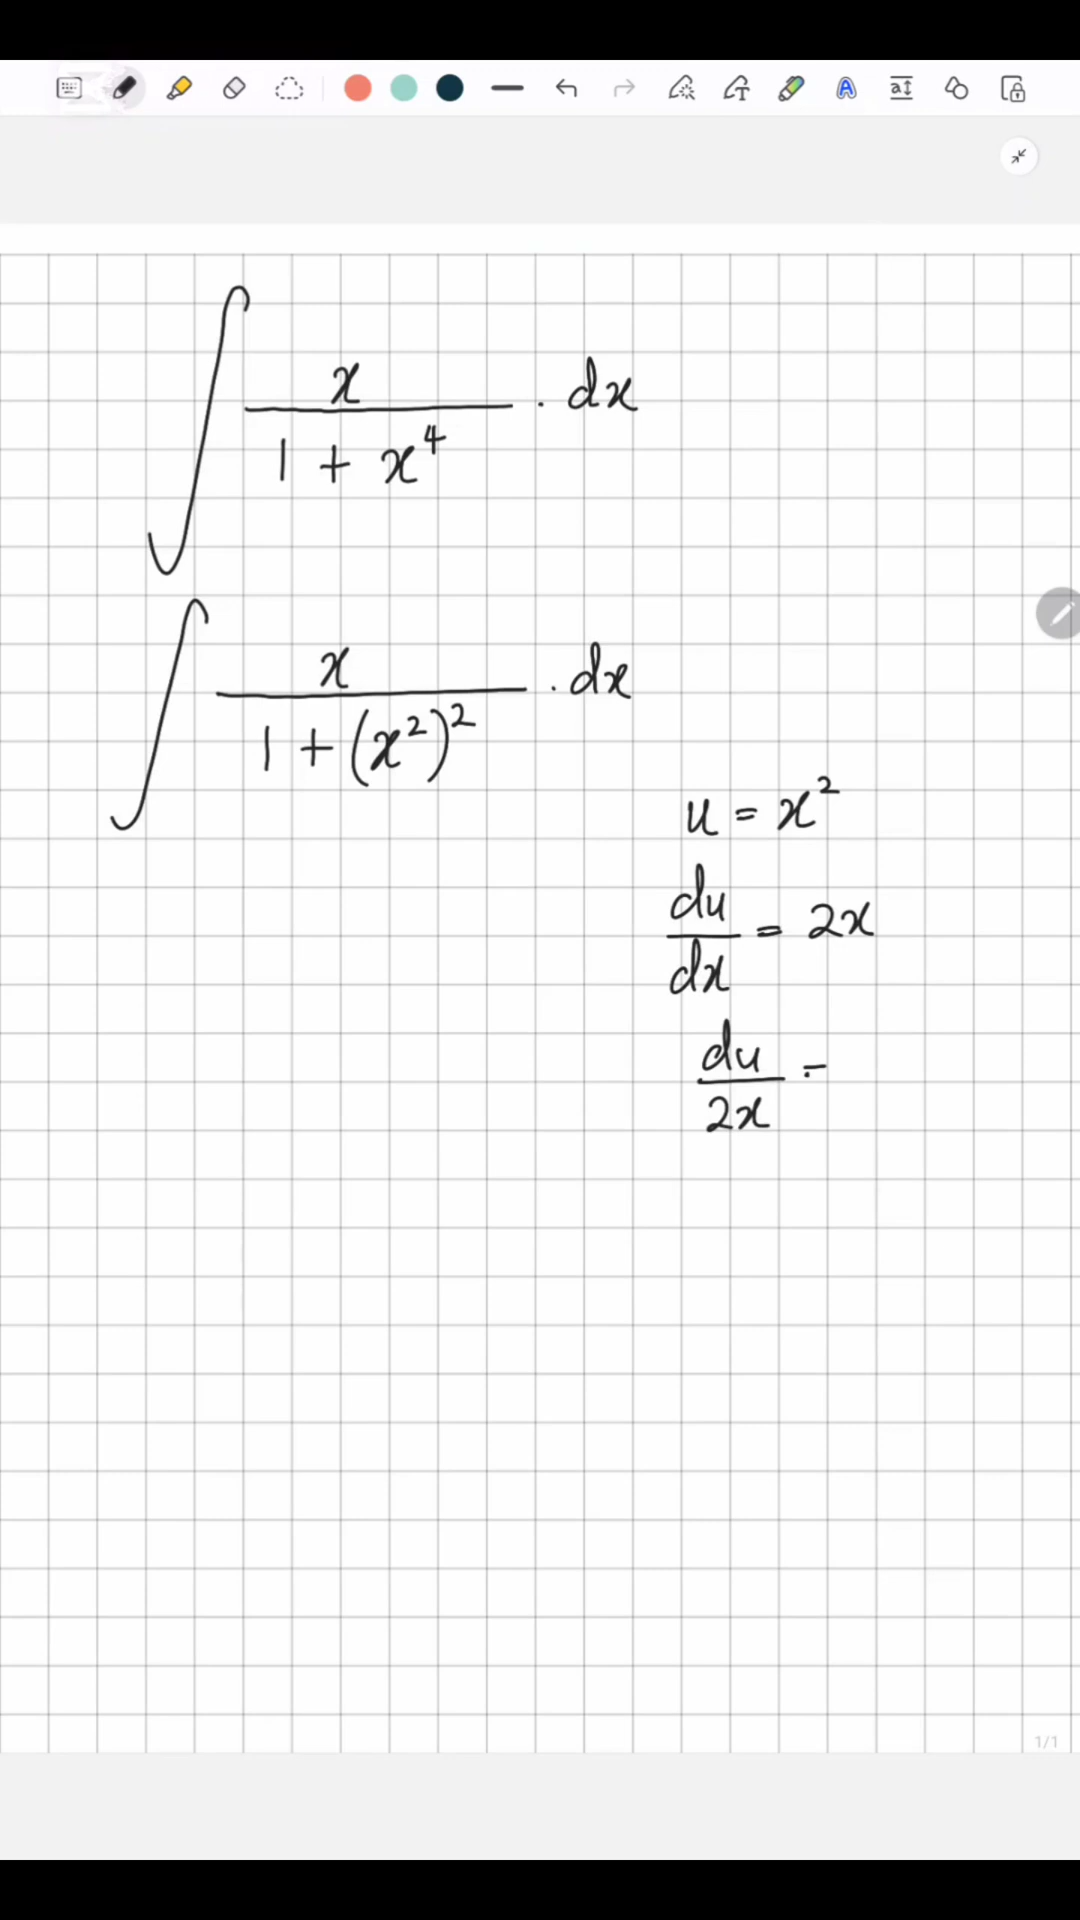 ∫ x/(1 + x⁴) . dx
∫ x/(1 + (x²)²) . dx
u = x²
du/dx = 2x
du/2x =
1/1